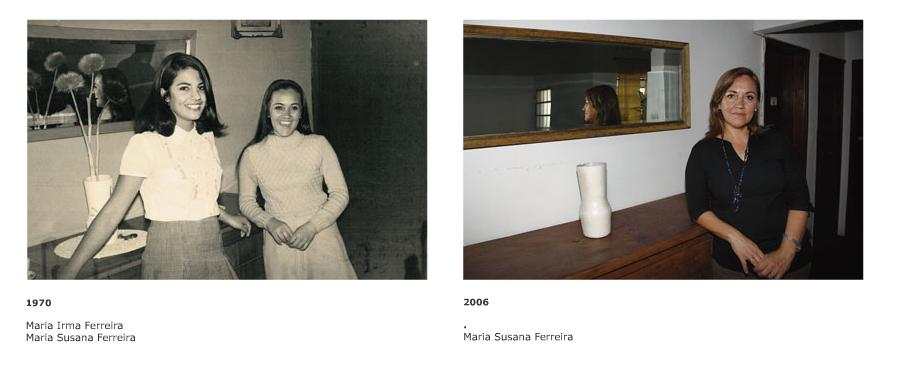 1970
Maria Irma Ferreira
Maria Susana Ferreira
2006
.
Maria Susana Ferreira